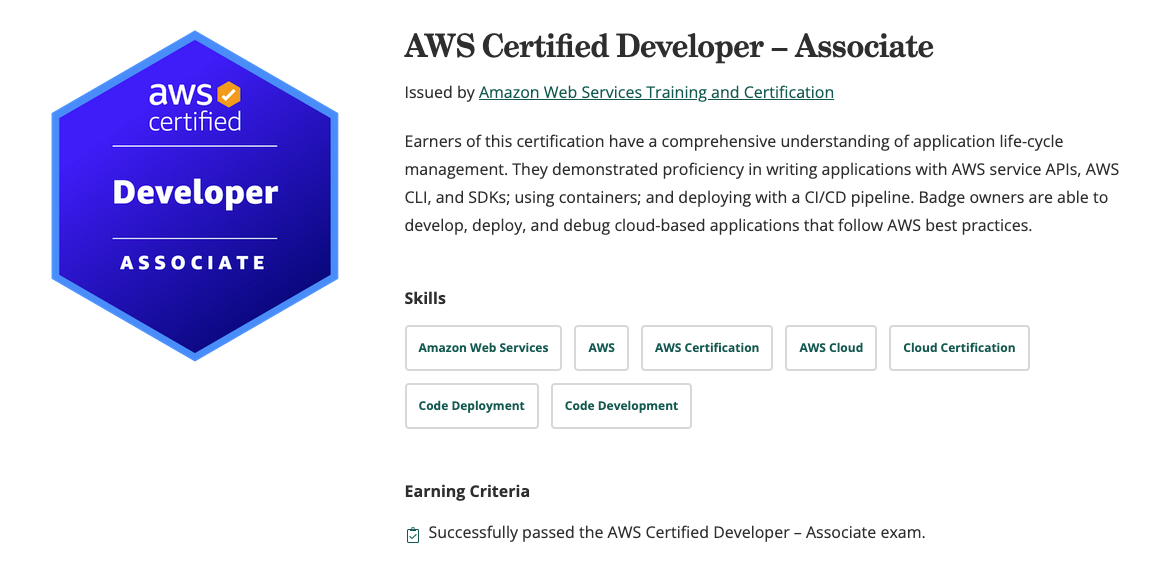 aws
certified
Developer
ASSOCIATE
AWS Certified Developer – Associate
Issued by Amazon Web Services Training and Certification
Earners of this certification have a comprehensive understanding of application life-cycle
management. They demonstrated proficiency in writing applications with AWS service APIs, AWS
CLI, and SDKs; using containers; and deploying with a CI/CD pipeline. Badge owners are able to
develop, deploy, and debug cloud-based applications that follow AWS best practices.
Skills
Amazon Web Services
AWS
AWS Certification
AWS Cloud
Cloud Certification
Code Deployment
Code Development
Earning Criteria
Successfully passed the AWS Certified Developer – Associate exam.